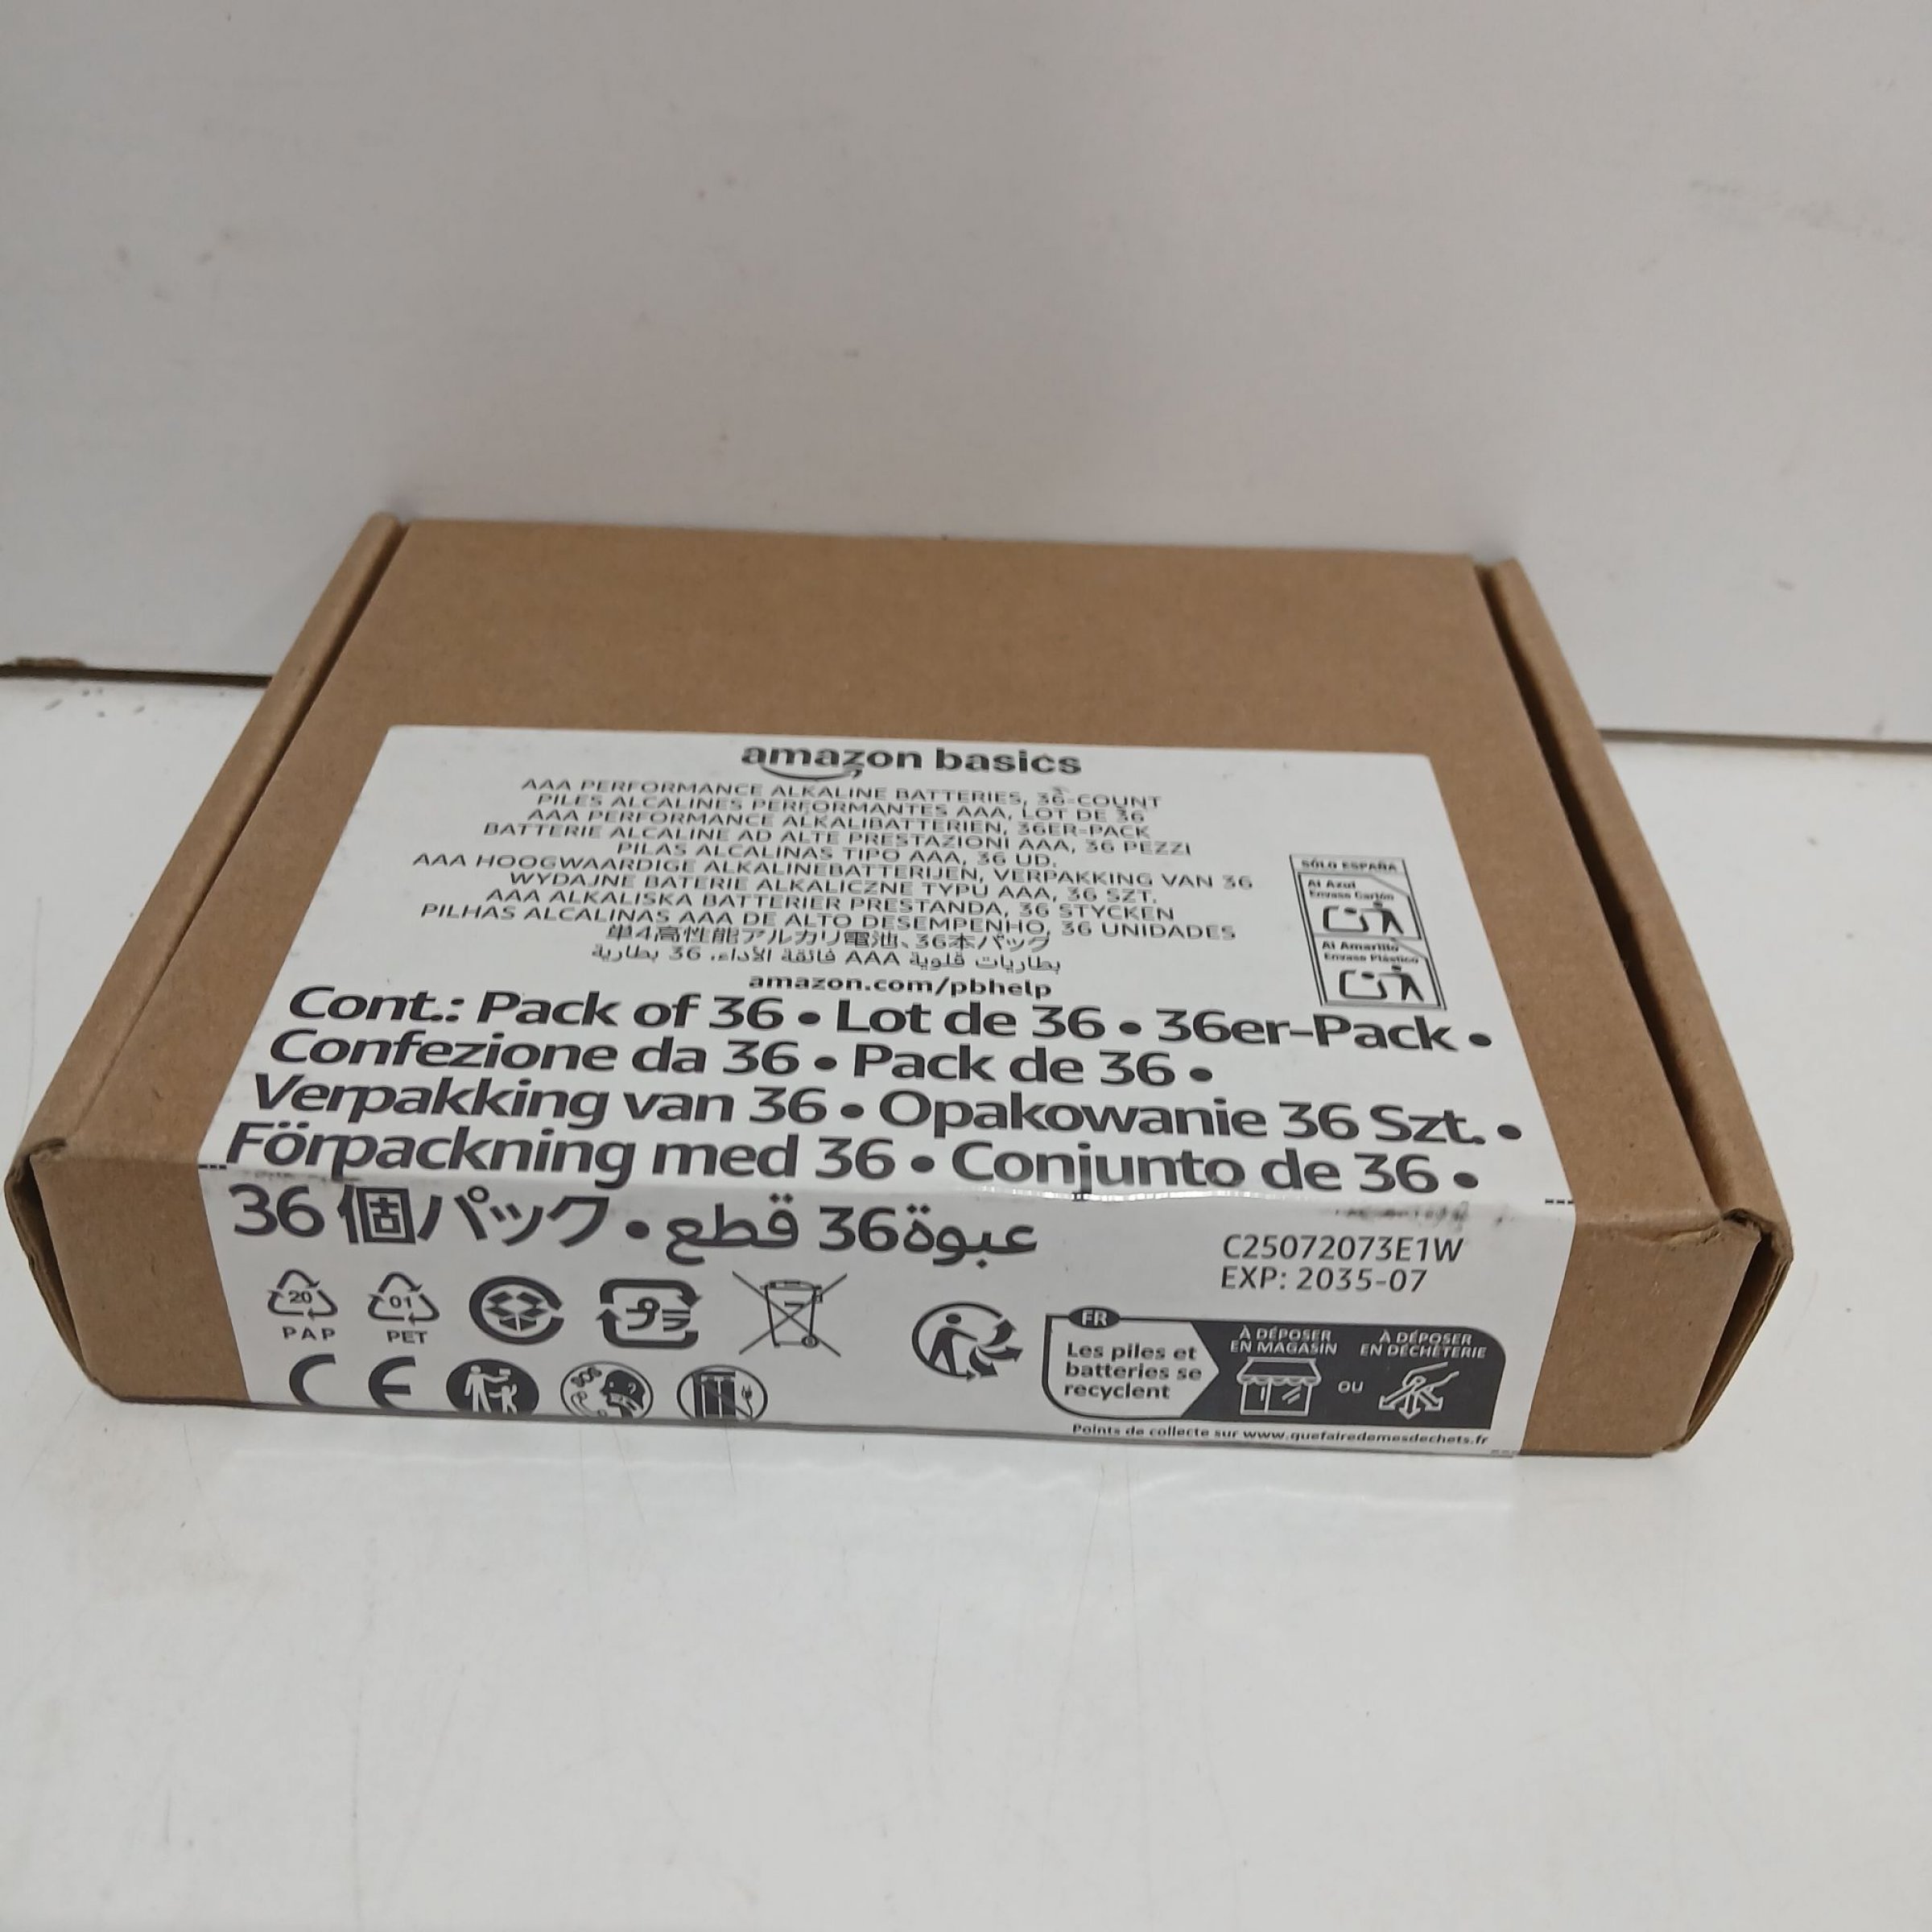 amazon basics
AAA PERFORMANCE ALKALINE BATTERIES, 36-COUNT
PILES ALCALINES PERFORMANTES AAA, LOT DE 36
AAA PERFORMANCE ALKALIBATTERIEN, 36ER-PACK
BATTERIE ALCALINE AD ALTE PRESTAZIONI AAA, 36 PEZZI
PILAS ALCALINAS TIPO AAA, 36 UD.
AAA HOOGWAARDIGE ALKALINEBATTERIJEN, VERPAKKING VAN 36
WYDAJNE BATERIE ALKALICZNE TYPU AAA, 36 SZT.
AAA ALKALISKA BATTERIER PRESTANDA, 36 STYCKEN
PILHAS ALCALINAS AAA DE ALTO DESEMPENHO, 36 UNIDADES
単4高性能アルカリ電池、36本パック
بطاريات قلوية AAA فائقة الأداء، 36 بطارية
amazon.com/pbhelp
SÓLO ESPAÑA
Al Azul
Envase Cartón
Al Amarillo
Envase Plástico
Cont.: Pack of 36 • Lot de 36 • 36er-Pack •
Confezione da 36 • Pack de 36 •
Verpakking van 36 • Opakowanie 36 Szt. •
Förpackning med 36 • Conjunto de 36 •
36 個パック • عبوة 36 قطع
C25072073E1W
EXP: 2035-07
20
PAP
01
PET
プラ
CE
SOS
FR
Les piles et
batteries se
recyclent
À DÉPOSER
EN MAGASIN
OU
À DÉPOSER
EN DÉCHÈTERIE
Points de collecte sur www.quefairedemesdechets.fr